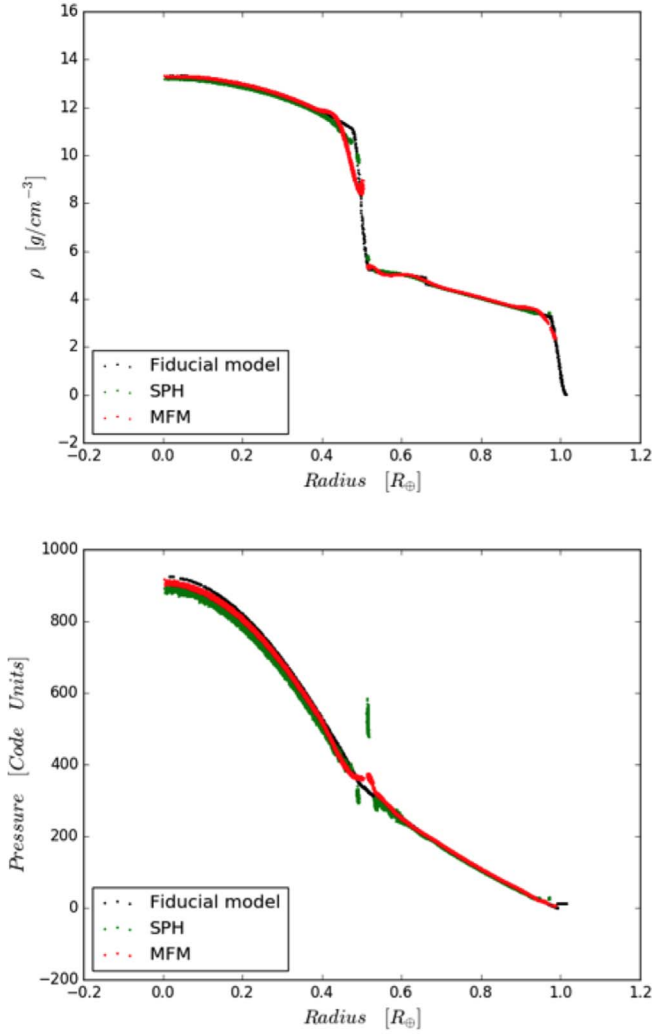 16
14
12
10
8
6
4
2
0
−2
ρ [g/cm⁻³]
Fiducial model
SPH
MFM
−0.2 0.0 0.2 0.4 0.6 0.8 1.0 1.2
Radius [R⊕]
1000
800
600
400
200
0
−200
Pressure [Code Units]
Fiducial model
SPH
MFM
−0.2 0.0 0.2 0.4 0.6 0.8 1.0 1.2
Radius [R⊕]